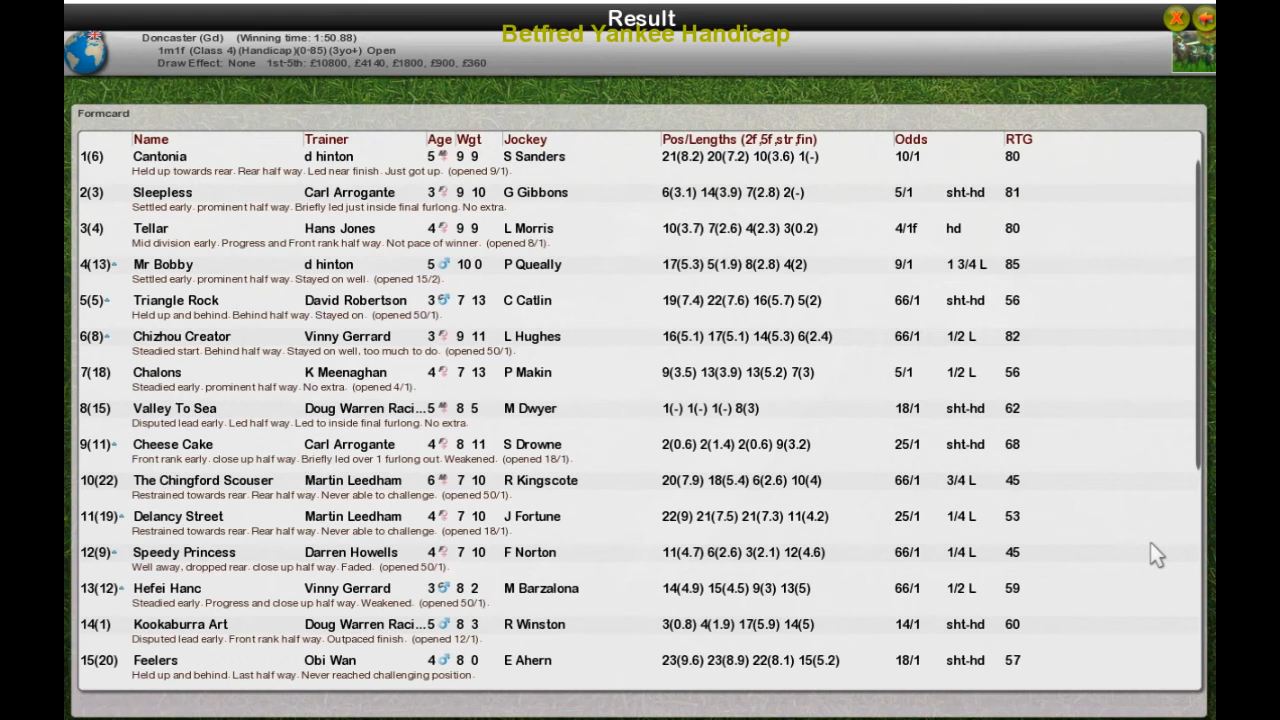 Result
Betfred Yankee Handicap
Doncaster (Gd) (Winning time: 1:50.88)
1m1f (Class 4)(Handicap)(0-85)(3yo+) Open
Draw Effect: None 1st-5th: £10800, £4140, £1800, £900, £360
Formcard
Name Trainer Age Wgt Jockey Pos/Lengths (2f,5f,str,fin) Odds RTG
1(6) Cantonia d hinton 5 9 9 S Sanders 21(8.2) 20(7.2) 10(3.6) 1(-) 10/1 80
Held up towards rear. Rear half way. Led near finish. Just got up. (opened 9/1).
2(3) Sleepless Carl Arrogante 3 9 10 G Gibbons 6(3.1) 14(3.9) 7(2.8) 2(-) 5/1 sht-hd 81
Settled early. prominent half way. Briefly led just inside final furlong. No extra.
3(4) Tellar Hans Jones 4 9 9 L Morris 10(3.7) 7(2.6) 4(2.3) 3(0.2) 4/1f hd 80
Mid division early. Progress and Front rank half way. Not pace of winner. (opened 8/1).
4(13) Mr Bobby d hinton 5 10 0 P Queally 17(5.3) 5(1.9) 8(2.8) 4(2) 9/1 1 3/4 L 85
Settled early. prominent half way. Stayed on well. (opened 15/2).
5(5) Triangle Rock David Robertson 3 7 13 C Catlin 19(7.4) 22(7.6) 16(5.7) 5(2) 66/1 sht-hd 56
Held up and behind. Behind half way. Stayed on. (opened 50/1).
6(8) Chizhou Creator Vinny Gerrard 3 9 11 L Hughes 16(5.1) 17(5.1) 14(5.3) 6(2.4) 66/1 1/2 L 82
Steadied start. Behind half way. Stayed on well, too much to do. (opened 50/1).
7(18) Chalons K Meenaghan 4 7 13 P Makin 9(3.5) 13(3.9) 13(5.2) 7(3) 5/1 1/2 L 56
Steadied early. prominent half way. No extra. (opened 4/1).
8(15) Valley To Sea Doug Warren Raci... 5 8 5 M Dwyer 1(-) 1(-) 1(-) 8(3) 18/1 sht-hd 62
Disputed lead early. Led half way. Led to inside final furlong. No extra.
9(11) Cheese Cake Carl Arrogante 4 8 11 S Drowne 2(0.6) 2(1.4) 2(0.6) 9(3.2) 25/1 sht-hd 68
Front rank early. close up half way. Briefly led over 1 furlong out. Weakened. (opened 18/1).
10(22) The Chingford Scouser Martin Leedham 6 7 10 R Kingscote 20(7.9) 18(5.4) 6(2.6) 10(4) 66/1 3/4 L 45
Restrained towards rear. Rear half way. Never able to challenge. (opened 50/1).
11(19) Delancy Street Martin Leedham 4 7 10 J Fortune 22(9) 21(7.5) 21(7.3) 11(4.2) 25/1 1/4 L 53
Restrained towards rear. Rear half way. Never able to challenge. (opened 18/1).
12(9) Speedy Princess Darren Howells 4 7 10 F Norton 11(4.7) 6(2.6) 3(2.1) 12(4.6) 66/1 1/4 L 45
Well away, dropped rear. close up half way. Faded. (opened 50/1).
13(12) Hefei Hanc Vinny Gerrard 3 8 2 M Barzalona 14(4.9) 15(4.5) 9(3) 13(5) 66/1 1/2 L 59
Steadied early. Progress and close up half way. Weakened. (opened 50/1).
14(1) Kookaburra Art Doug Warren Raci... 5 8 3 R Winston 3(0.8) 4(1.9) 17(5.9) 14(5) 14/1 sht-hd 60
Disputed lead early. Front rank half way. Outpaced finish. (opened 12/1).
15(20) Feelers Obi Wan 4 8 0 E Ahern 23(9.6) 23(8.9) 22(8.1) 15(5.2) 18/1 sht-hd 57
Held up and behind. Last half way. Never reached challenging position.